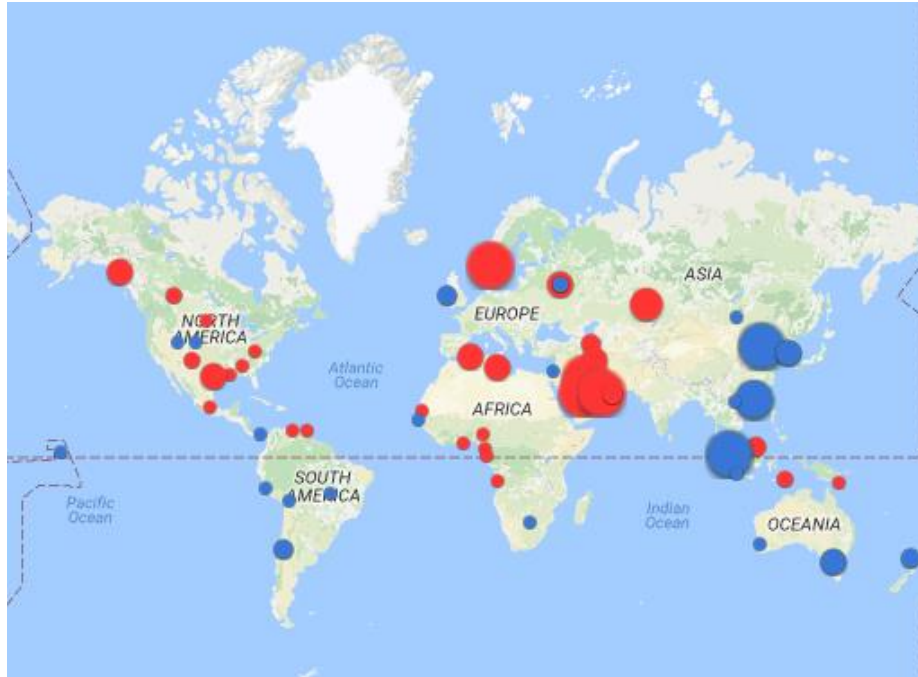 ASIA
EUROPE
NORTH
AMERICA
Atlantic
Ocean
AFRICA
SOUTH
AMERICA
Pacific
Ocean
Indian
Ocean
OCEANIA